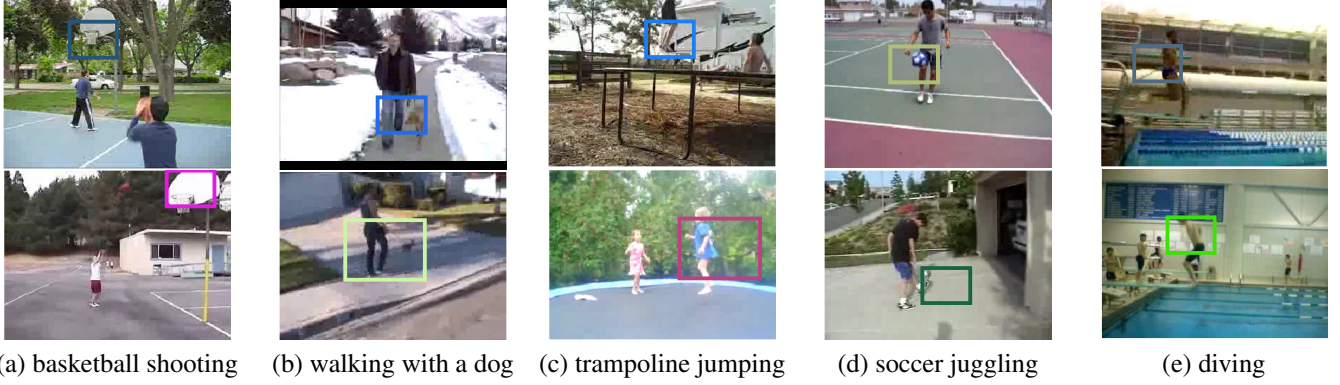 (a) basketball shooting
(b) walking with a dog
(c) trampoline jumping
(d) soccer juggling
(e) diving